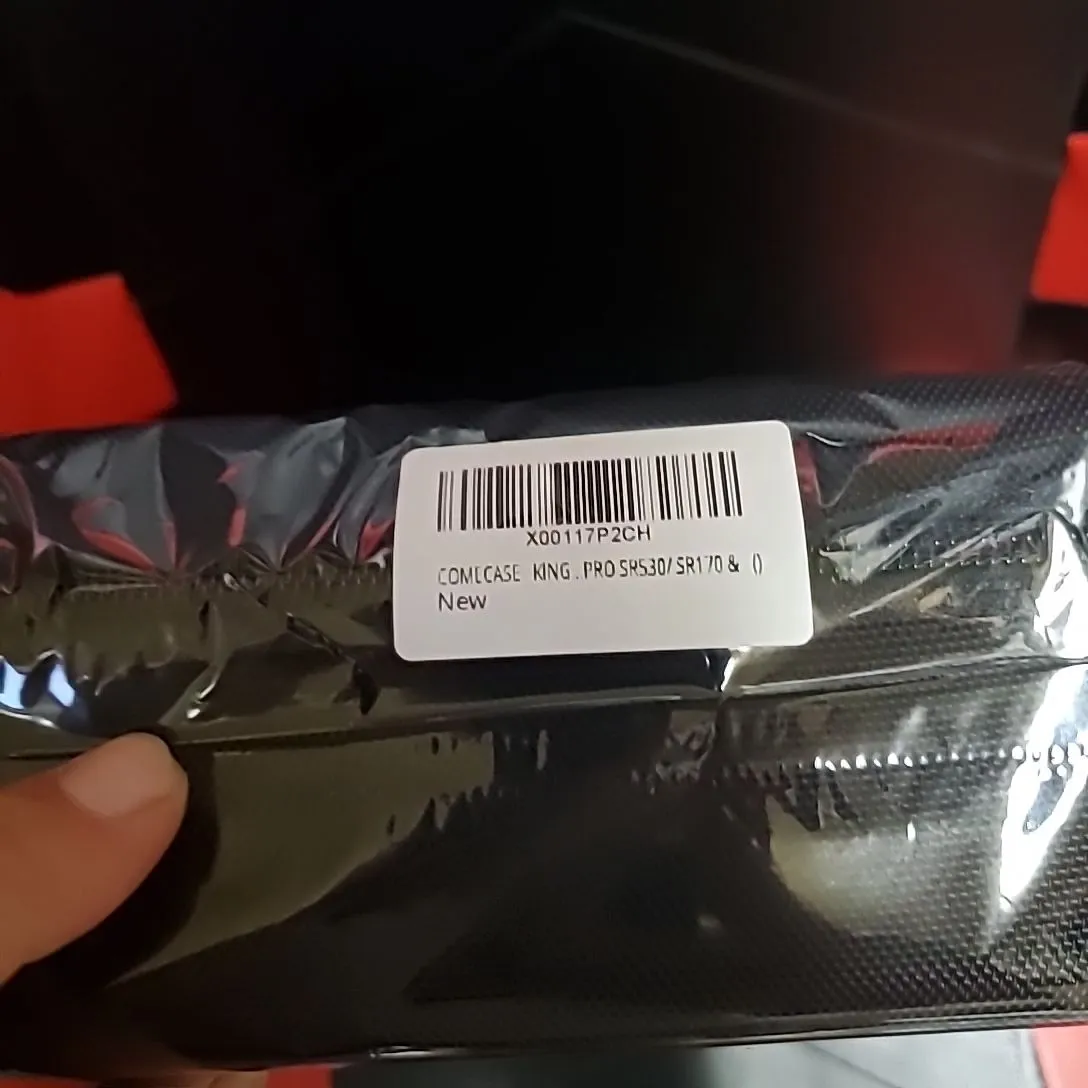 X00117P2CH
COMECASE KING . PRO SR530/ SR170 & ()
New